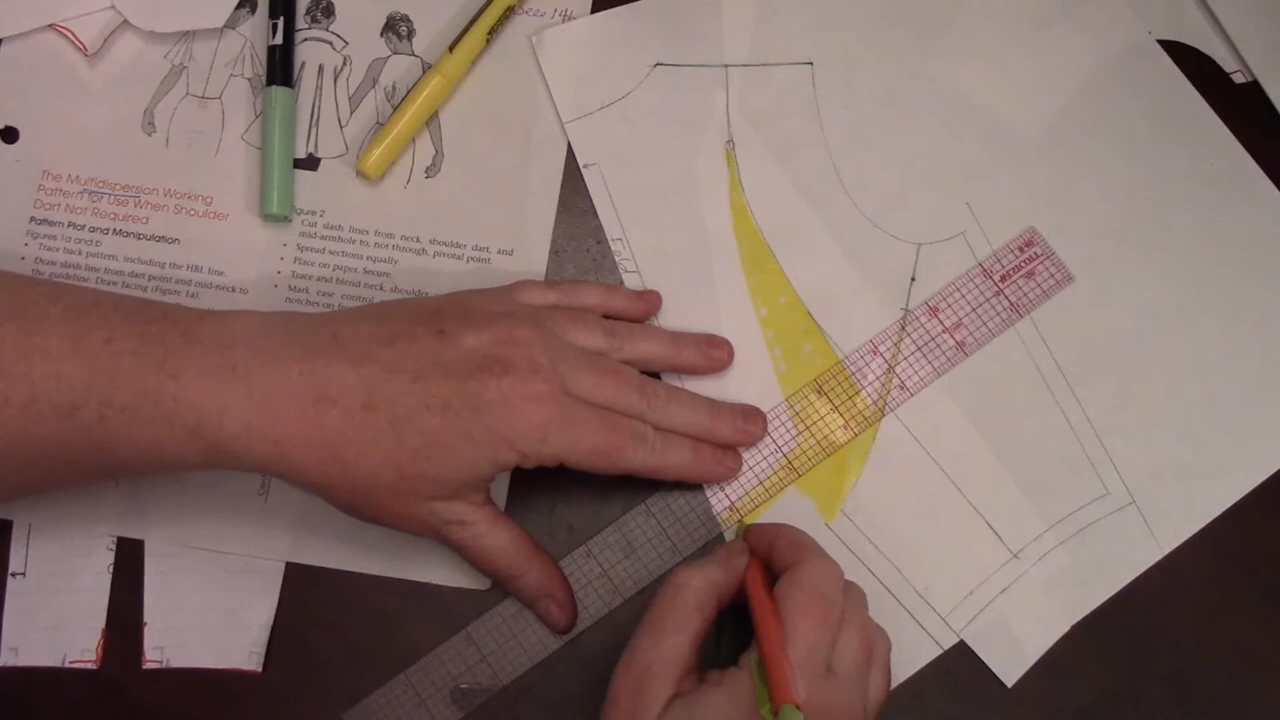 The Multidispersion Working
Pattern for Use When Shoulder
Dart Not Required
Pattern Plot and Manipulation
Figures 1a and b
• Trace back pattern, including the HBL line.
• Draw slash line from dart point and mid-neck to
the guideline. Draw facing (Figure 1a).
Figure 2
Cut slash lines from neck, shoulder dart, and
mid-armhole to, not through, pivotal point.
• Spread sections equally.
• Place on paper. Secure.
• Trace and blend neck, shoulder
• Mark ease control
notches on
Fold